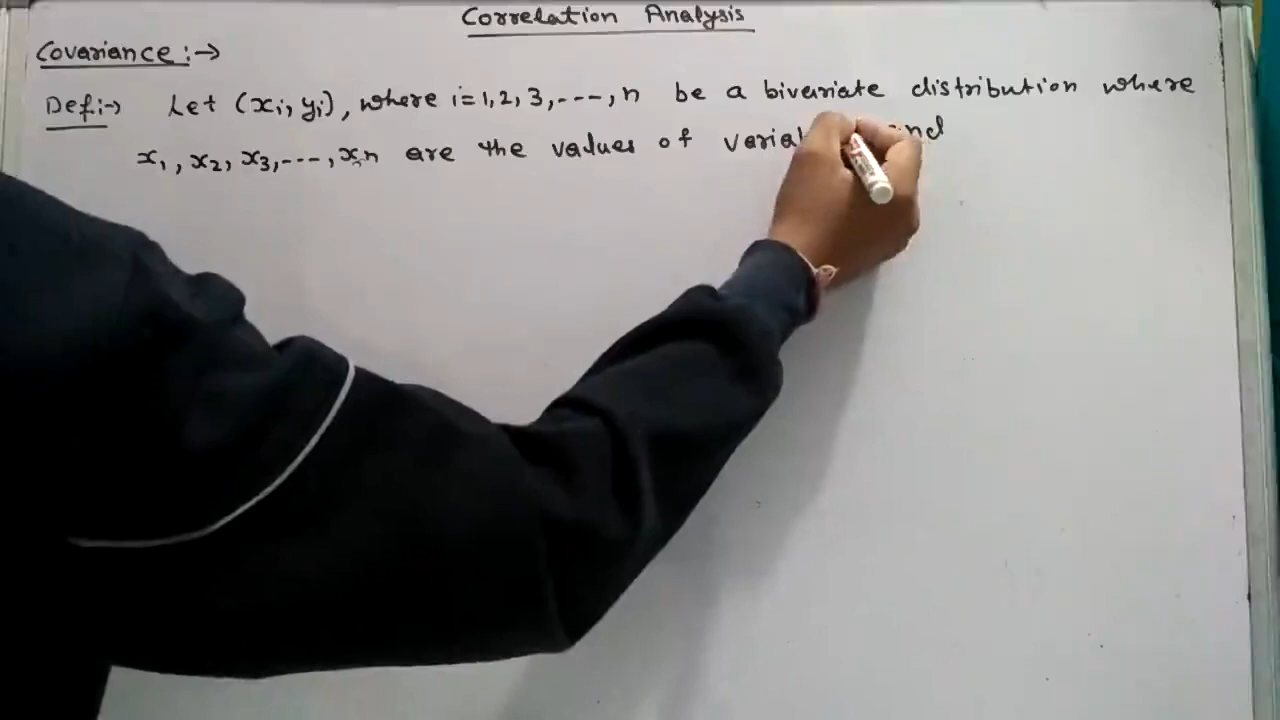 Correlation Analysis
Covariance :→
Defi:→ Let (xi, yi), where i=1,2,3,---,n be a bivariate distribution where
x1, x2, x3,---, xn are the values of